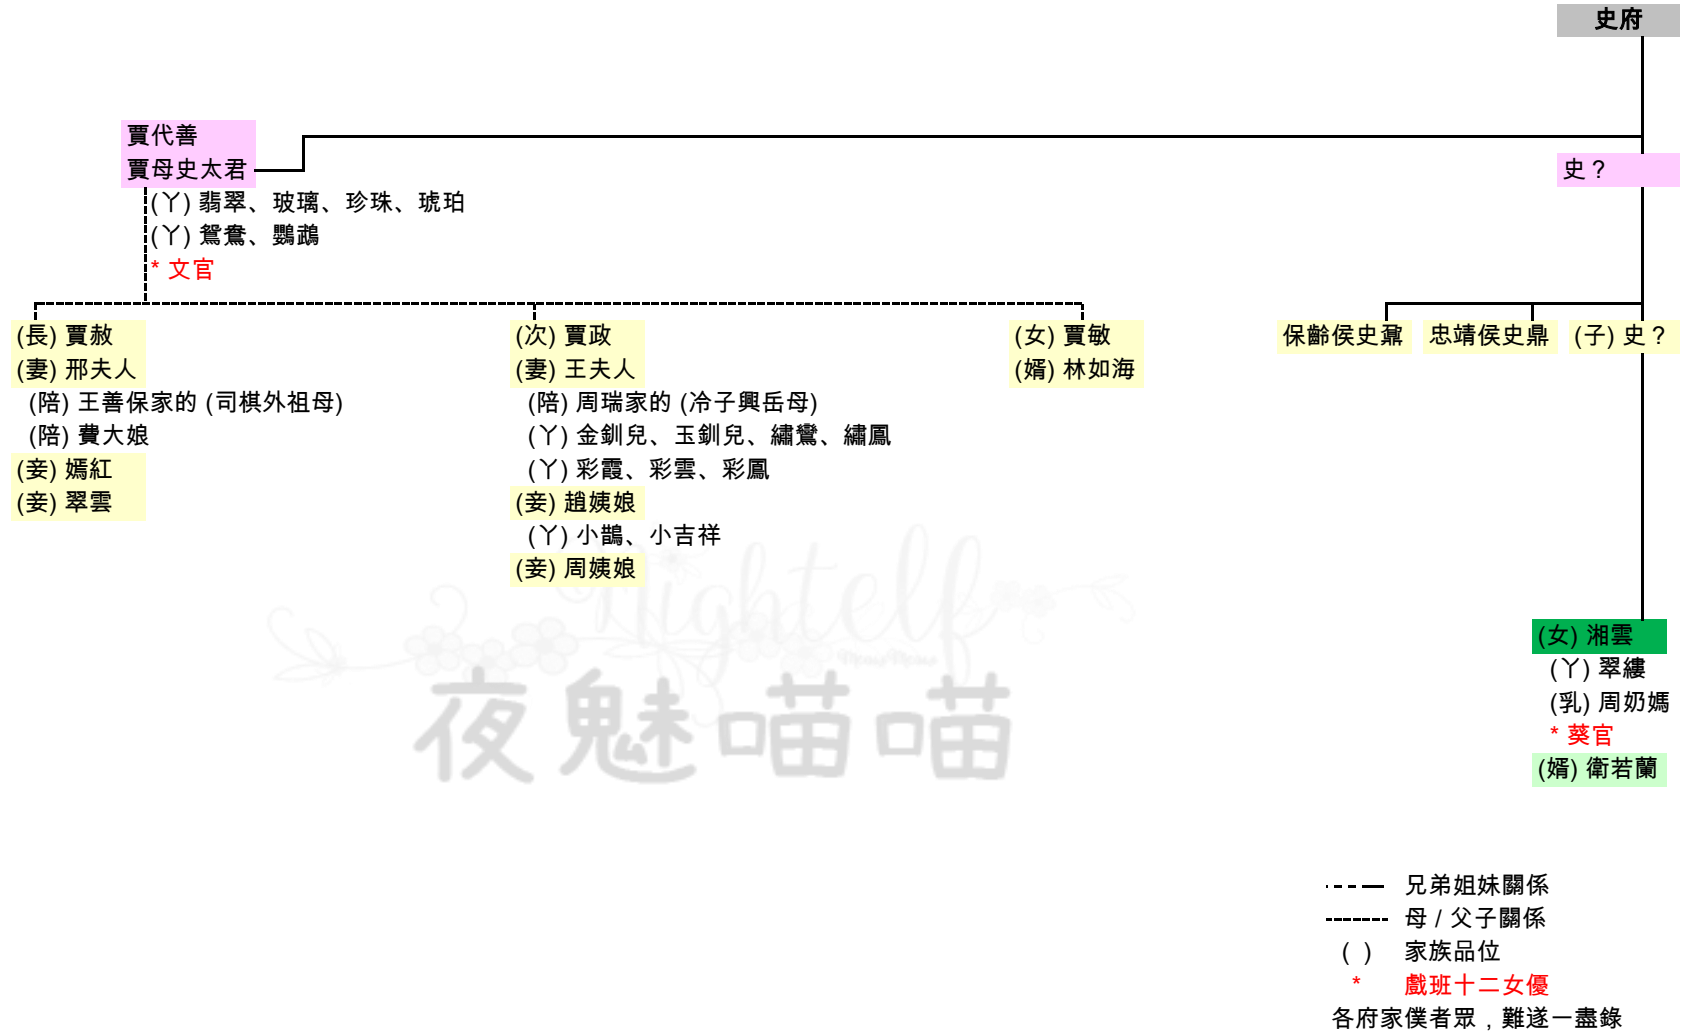 史府
賈代善
賈母史太君
(丫) 翡翠、玻璃、珍珠、琥珀
(丫) 鴛鴦、鸚鵡
* 文官
史？
(長) 賈赦
(妻) 邢夫人
(陪) 王善保家的 (司棋外祖母)
(陪) 費大娘
(妾) 嫣紅
(妾) 翠雲
(次) 賈政
(妻) 王夫人
(陪) 周瑞家的 (冷子興岳母)
(丫) 金釧兒、玉釧兒、繡鸞、繡鳳
(丫) 彩霞、彩雲、彩鳳
(妾) 趙姨娘
(丫) 小鵲、小吉祥
(妾) 周姨娘
(女) 賈敏
(婿) 林如海
保齡侯史鼐
忠靖侯史鼎
(子) 史？
(女) 湘雲
(丫) 翠縷
(乳) 周奶媽
* 葵官
(婿) 衛若蘭
Nightelf
MeowMeow
夜魅喵喵
兄弟姐妹關係
母 / 父子關係
( ) 家族品位
* 戲班十二女優
各府家僕者眾，難遂一盡錄